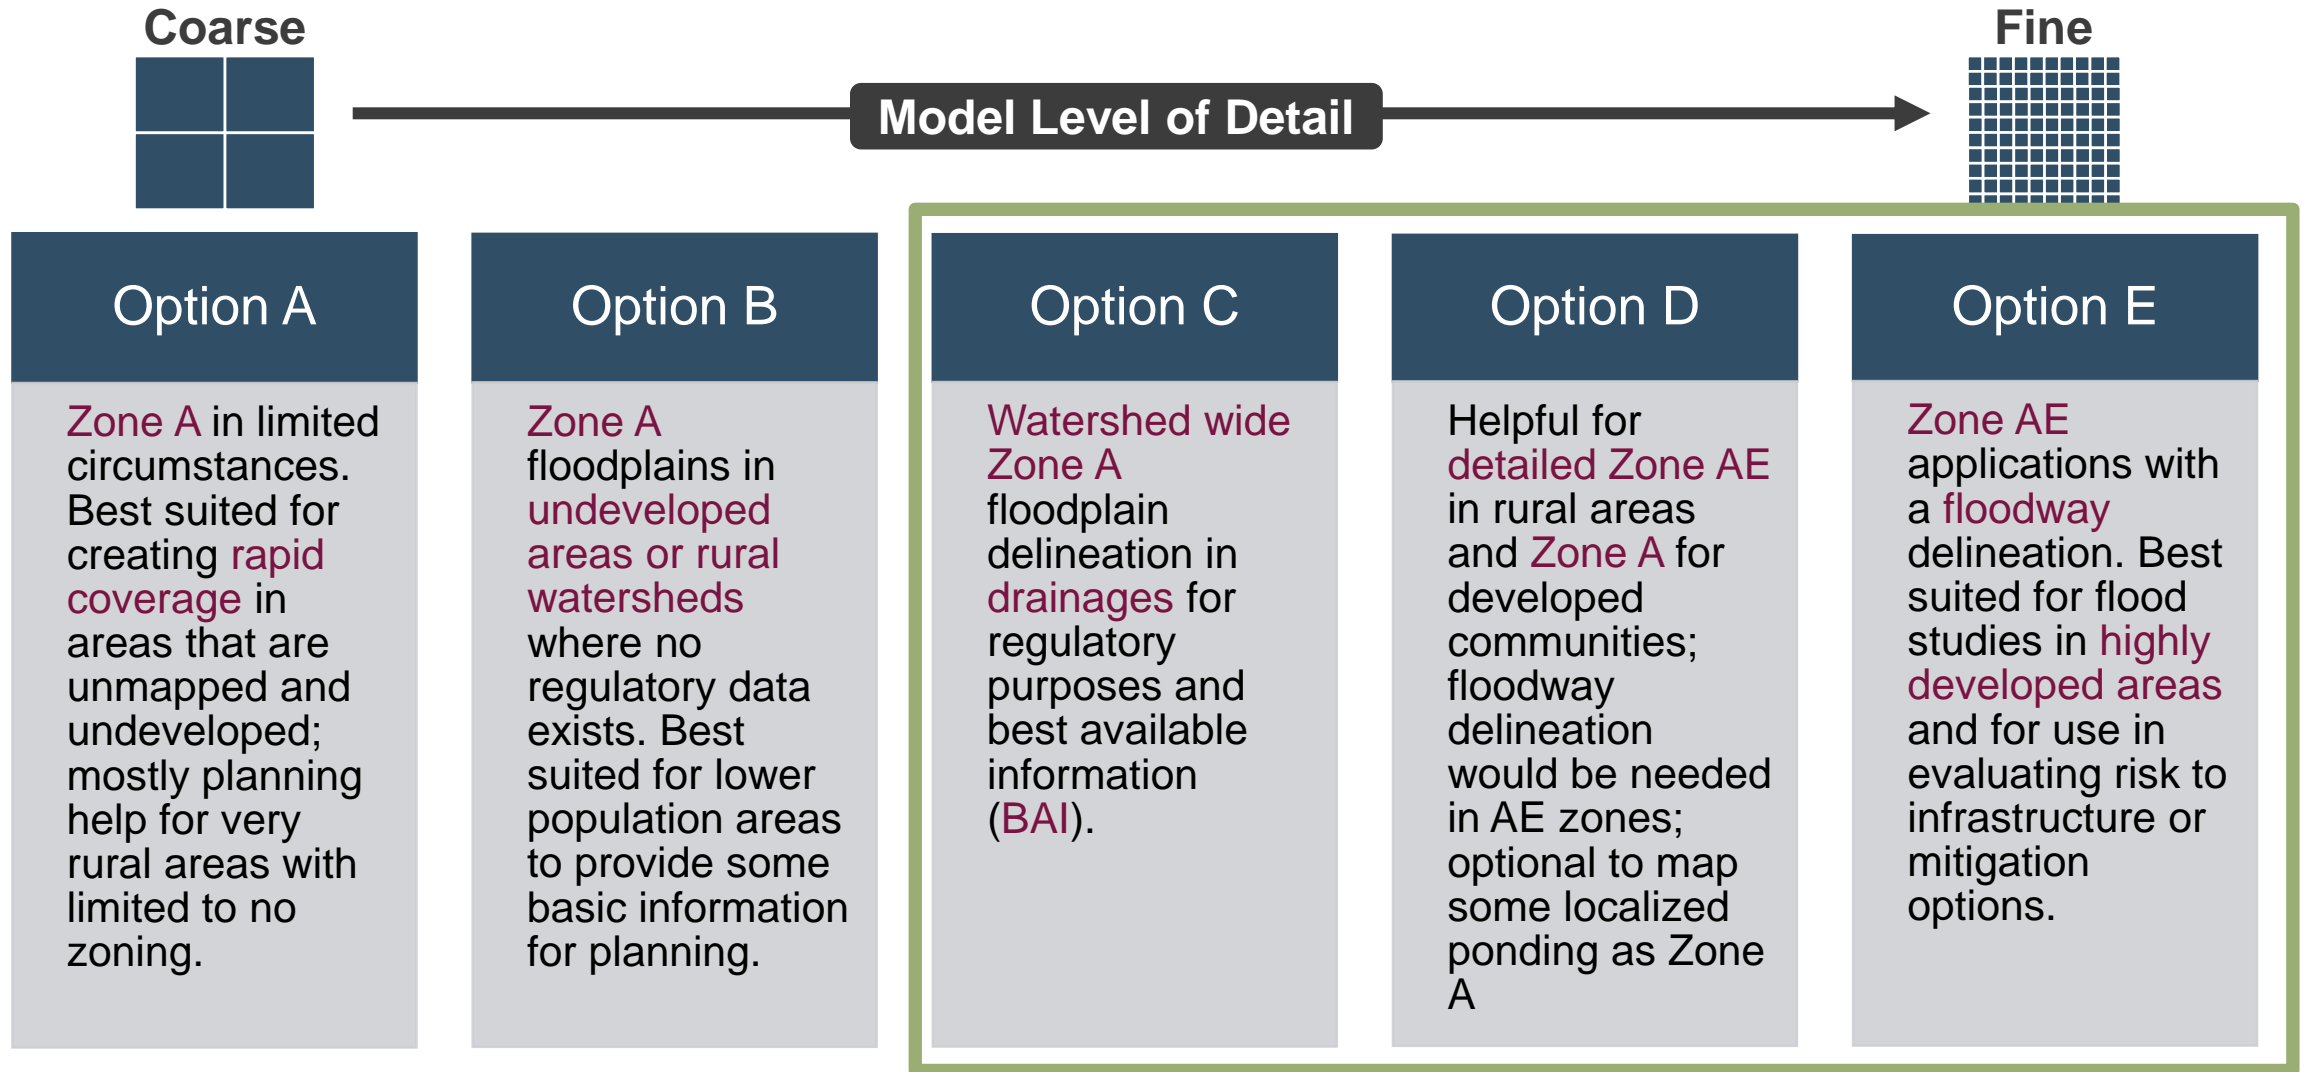 Coarse
Fine
Model Level of Detail
Option A
Zone A in limited
circumstances.
Best suited for
creating rapid
coverage in
areas that are
unmapped and
undeveloped;
mostly planning
help for very
rural areas with
limited to no
zoning.
Option B
Zone A
floodplains in
undeveloped
areas or rural
watersheds
where no
regulatory data
exists. Best
suited for lower
population areas
to provide some
basic information
for planning.
Option C
Watershed wide
Zone A
floodplain
delineation in
drainages for
regulatory
purposes and
best available
information
(BAI).
Option D
Helpful for
detailed Zone AE
in rural areas
and Zone A for
developed
communities;
floodway
delineation
would be needed
in AE zones;
optional to map
some localized
ponding as Zone
A
Option E
Zone AE
applications with
a floodway
delineation. Best
suited for flood
studies in highly
developed areas
and for use in
evaluating risk to
infrastructure or
mitigation
options.